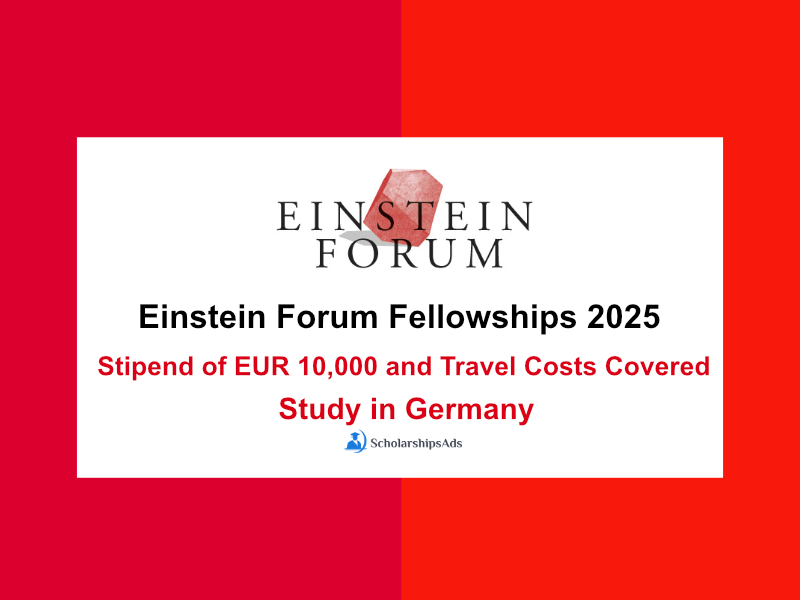 EINSTEIN
FORUM
Einstein Forum Fellowships 2025
Stipend of EUR 10,000 and Travel Costs Covered
Study in Germany
ScholarshipsAds